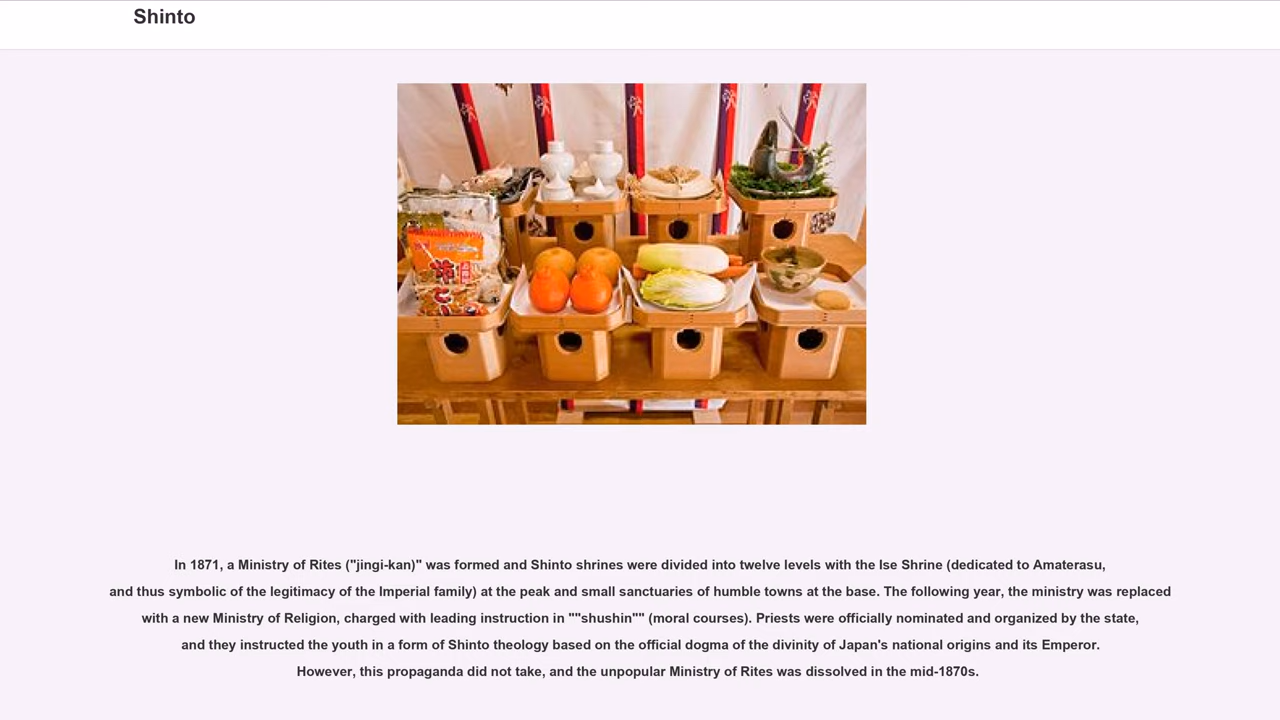 Shinto
In 1871, a Ministry of Rites ("jingi-kan)" was formed and Shinto shrines were divided into twelve levels with the Ise Shrine (dedicated to Amaterasu,
and thus symbolic of the legitimacy of the Imperial family) at the peak and small sanctuaries of humble towns at the base. The following year, the ministry was replaced
with a new Ministry of Religion, charged with leading instruction in ""shushin"" (moral courses). Priests were officially nominated and organized by the state,
and they instructed the youth in a form of Shinto theology based on the official dogma of the divinity of Japan's national origins and its Emperor.
However, this propaganda did not take, and the unpopular Ministry of Rites was dissolved in the mid-1870s.